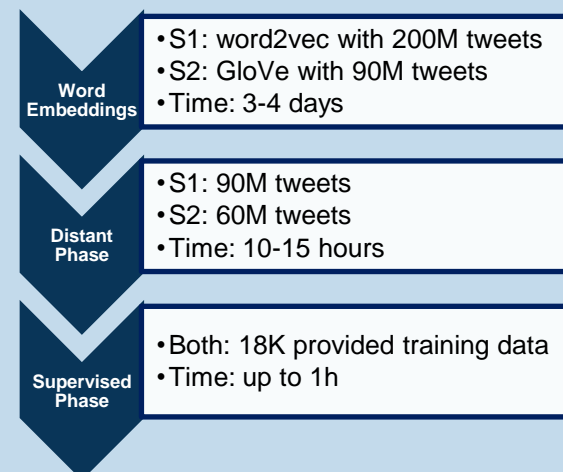 Word
Embeddings
•S1: word2vec with 200M tweets
•S2: GloVe with 90M tweets
•Time: 3-4 days
Distant
Phase
•S1: 90M tweets
•S2: 60M tweets
•Time: 10-15 hours
Supervised
Phase
•Both: 18K provided training data
•Time: up to 1h